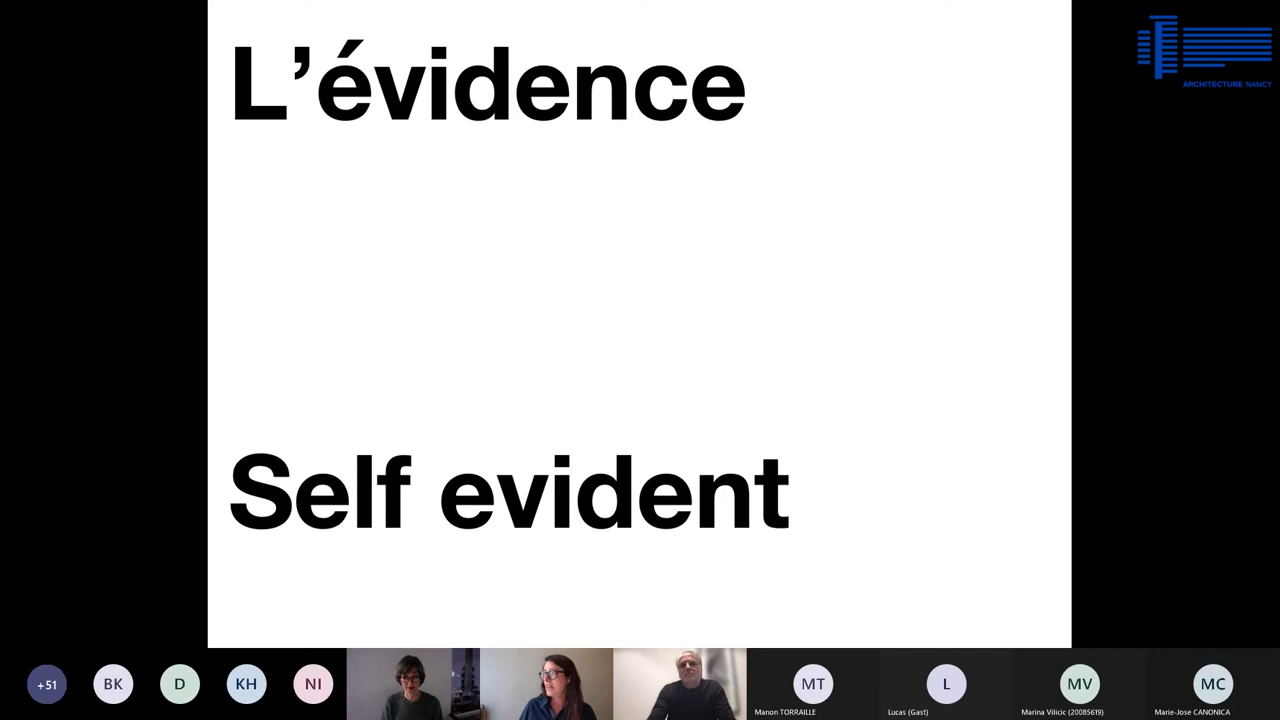 L’évidence
ARCHITECTURE NANCY
Self evident
+51
BK
D
KH
NI
MT
L
MV
MC
Manon TORRAILLE
Lucas (Gast)
Marina Vilicic (20085619)
Marie-Jose CANONICA